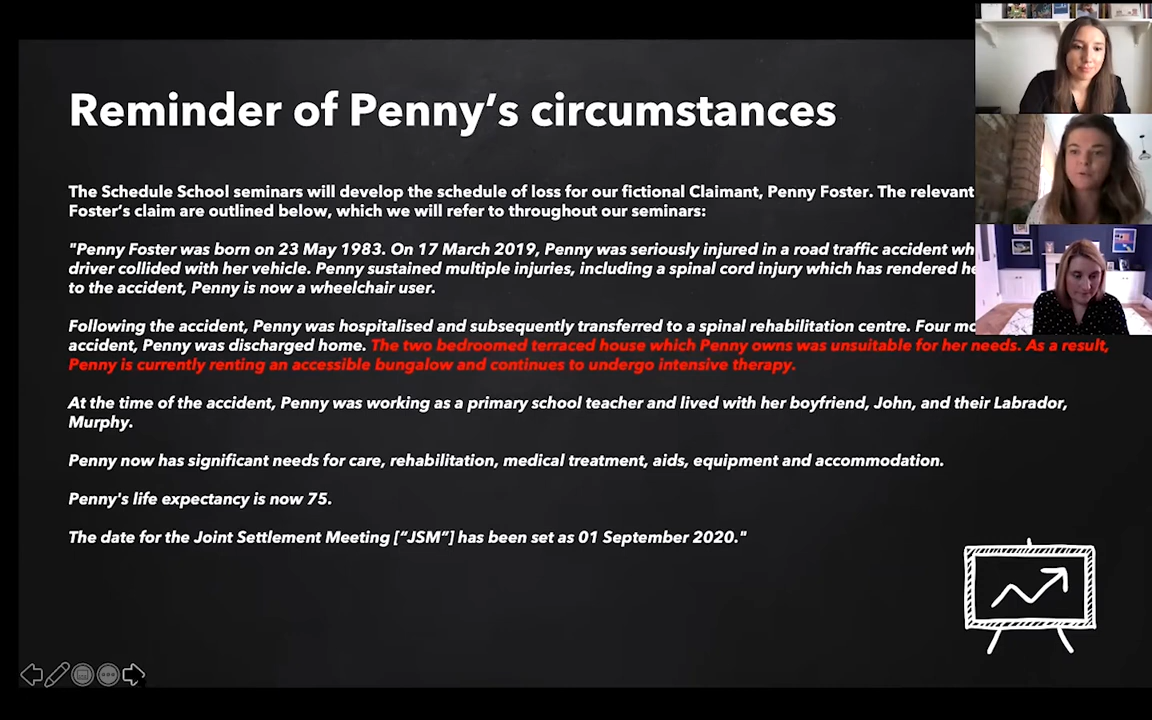 Reminder of Penny's circumstances
The Schedule School seminars will develop the schedule of loss for our fictional Claimant, Penny Foster. The relevant
Foster's claim are outlined below, which we will refer to throughout our seminars:
"Penny Foster was born on 23 May 1983. On 17 March 2019, Penny was seriously injured in a road traffic accident
driver collided with her vehicle. Penny sustained multiple injuries, including a spinal cord injury which has rendered
to the accident, Penny is now a wheelchair user.
Following the accident, Penny was hospitalised and subsequently transferred to a spinal rehabilitation centre. Four
accident, Penny was discharged home. The two bedroomed terraced house which Penny owns was unsuitable for her needs. As a result,
Penny is currently renting an accessible bungalow and continues to undergo intensive therapy.
At the time of the accident, Penny was working as a primary school teacher and lived with her boyfriend, John, and their Labrador,
Murphy.
Penny now has significant needs for care, rehabilitation, medical treatment, aids, equipment and accommodation.
Penny's life expectancy is now 75.
The date for the Joint Settlement Meeting ["JSM"] has been set as 01 September 2020."